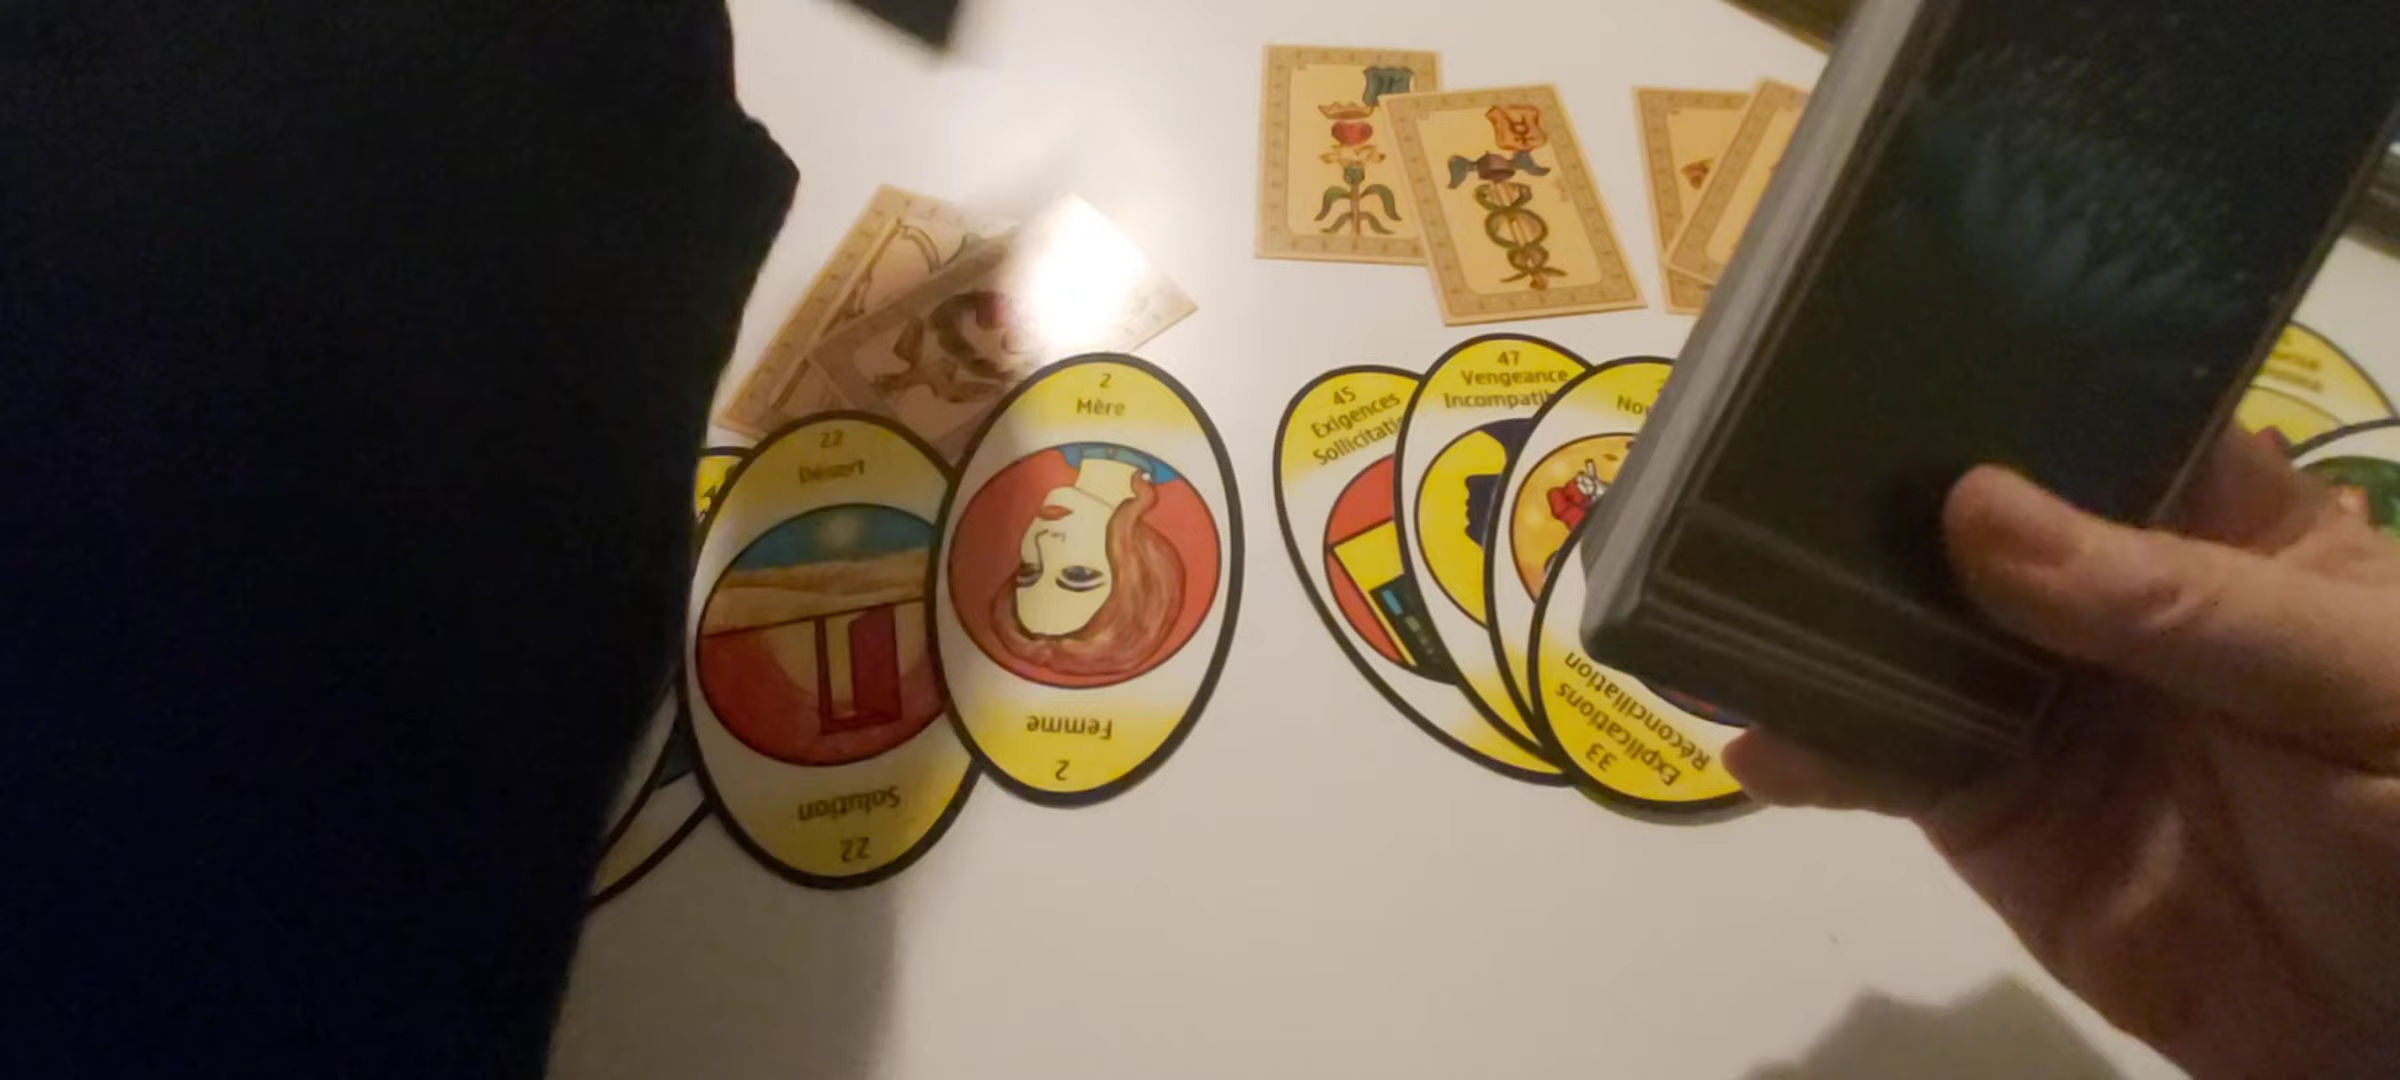 22
Désert
Solution
22
2
Mère
Femme
2
45
Exigences
47
Vengeance
33
Explications
Réconciliation